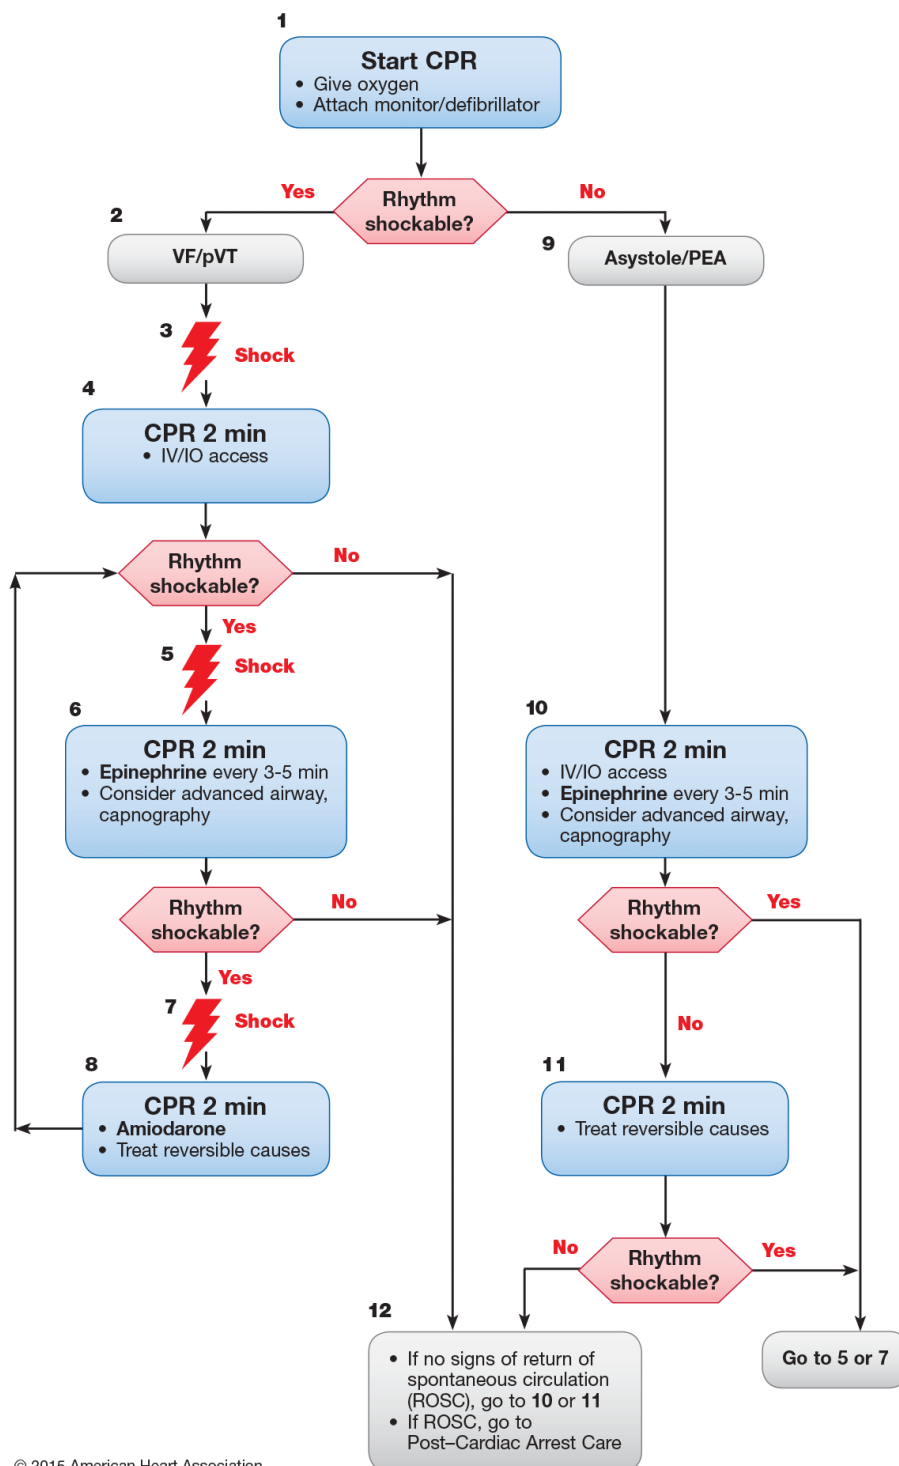 1
Start CPR
• Give oxygen
• Attach monitor/defibrillator
Rhythm
shockable?
Yes
No
2
VF/pVT
9
Asystole/PEA
3
Shock
4
CPR 2 min
• IV/IO access
Rhythm
shockable?
No
Yes
5
Shock
6
CPR 2 min
• Epinephrine every 3-5 min
• Consider advanced airway,
capnography
10
CPR 2 min
• IV/IO access
• Epinephrine every 3-5 min
• Consider advanced airway,
capnography
Rhythm
shockable?
No
Yes
Rhythm
shockable?
Yes
No
7
Shock
8
CPR 2 min
• Amiodarone
• Treat reversible causes
11
CPR 2 min
• Treat reversible causes
Rhythm
shockable?
No
Yes
12
• If no signs of return of
spontaneous circulation
(ROSC), go to 10 or 11
• If ROSC, go to
Post–Cardiac Arrest Care
Go to 5 or 7
© 2015 American Heart Association